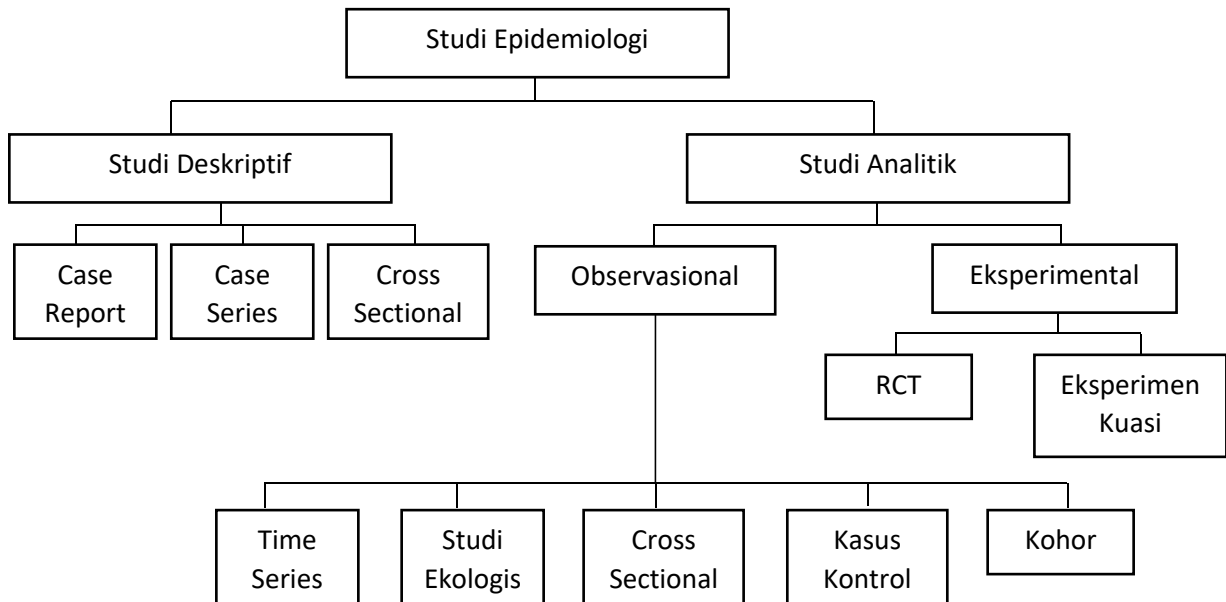 Studi Epidemiologi
Studi Deskriptif
Studi Analitik
Case
Report
Case
Series
Cross
Sectional
Observasional
Eksperimental
RCT
Eksperimen
Kuasi
Time
Series
Studi
Ekologis
Cross
Sectional
Kasus
Kontrol
Kohor